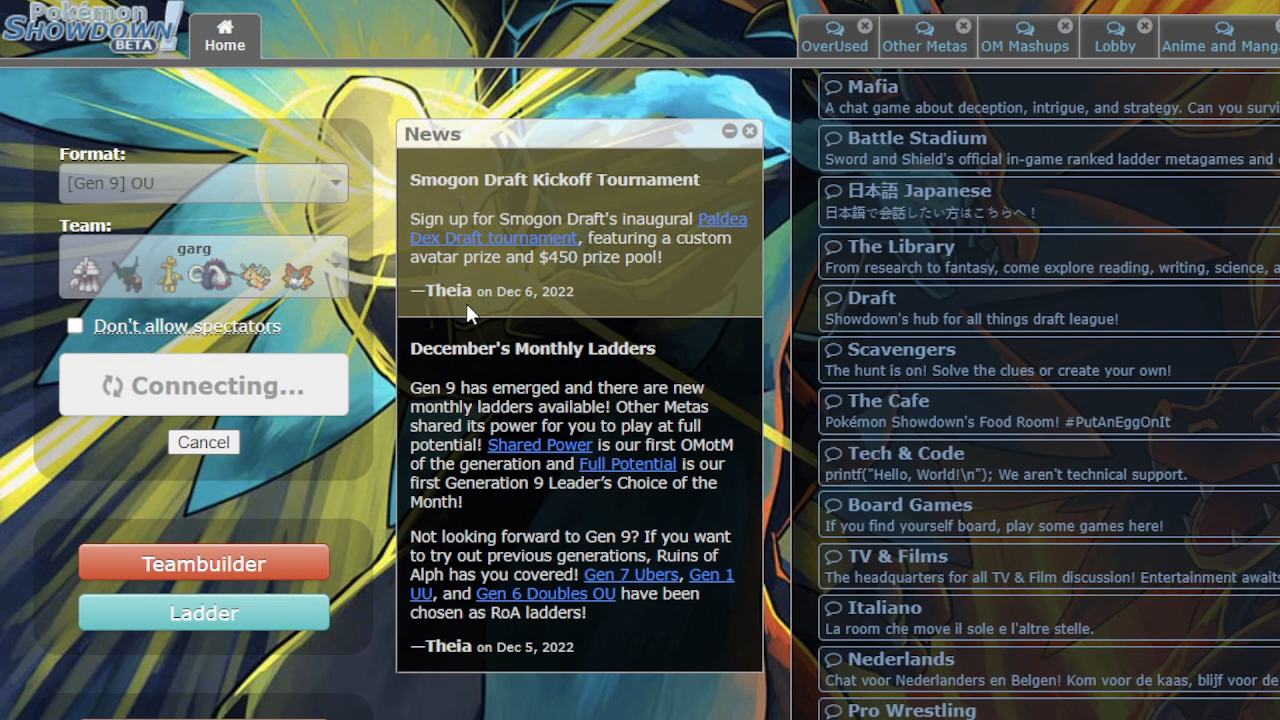 Pokémon
SHOWDOWN!
BETA
Home
OverUsed
Other Metas
OM Mashups
Lobby
Anime and Mang
Format:
[Gen 9] OU
Team:
garg
Don't allow spectators
Connecting...
Cancel
Teambuilder
Ladder
News
Smogon Draft Kickoff Tournament
Sign up for Smogon Draft's inaugural Paldea
Dex Draft tournament, featuring a custom
avatar prize and $450 prize pool!
—Theia on Dec 6, 2022
December's Monthly Ladders
Gen 9 has emerged and there are new
monthly ladders available! Other Metas
shared its power for you to play at full
potential! Shared Power is our first OMotM
of the generation and Full Potential is our
first Generation 9 Leader’s Choice of the
Month!
Not looking forward to Gen 9? If you want
to try out previous generations, Ruins of
Alph has you covered! Gen 7 Ubers, Gen 1
UU, and Gen 6 Doubles OU have been
chosen as RoA ladders!
—Theia on Dec 5, 2022
Mafia
A chat game about deception, intrigue, and strategy. Can you survi
Battle Stadium
Sword and Shield's official in-game ranked ladder metagames and
日本語 Japanese
日本語で会話したい方はこちらへ！
The Library
From research to fantasy, come explore reading, writing, science, a
Draft
Showdown's hub for all things draft league!
Scavengers
The hunt is on! Solve the clues or create your own!
The Cafe
Pokémon Showdown's Food Room! #PutAnEggOnIt
Tech & Code
printf("Hello, World!\n"); We aren't technical support.
Board Games
If you find yourself board, play some games here!
TV & Films
The headquarters for all TV & Film discussion! Entertainment awaits
Italiano
La room che move il sole e l'altre stelle.
Nederlands
Chat voor Nederlanders en Belgen! Kom voor de kaas, blijf voor de
Pro Wrestling